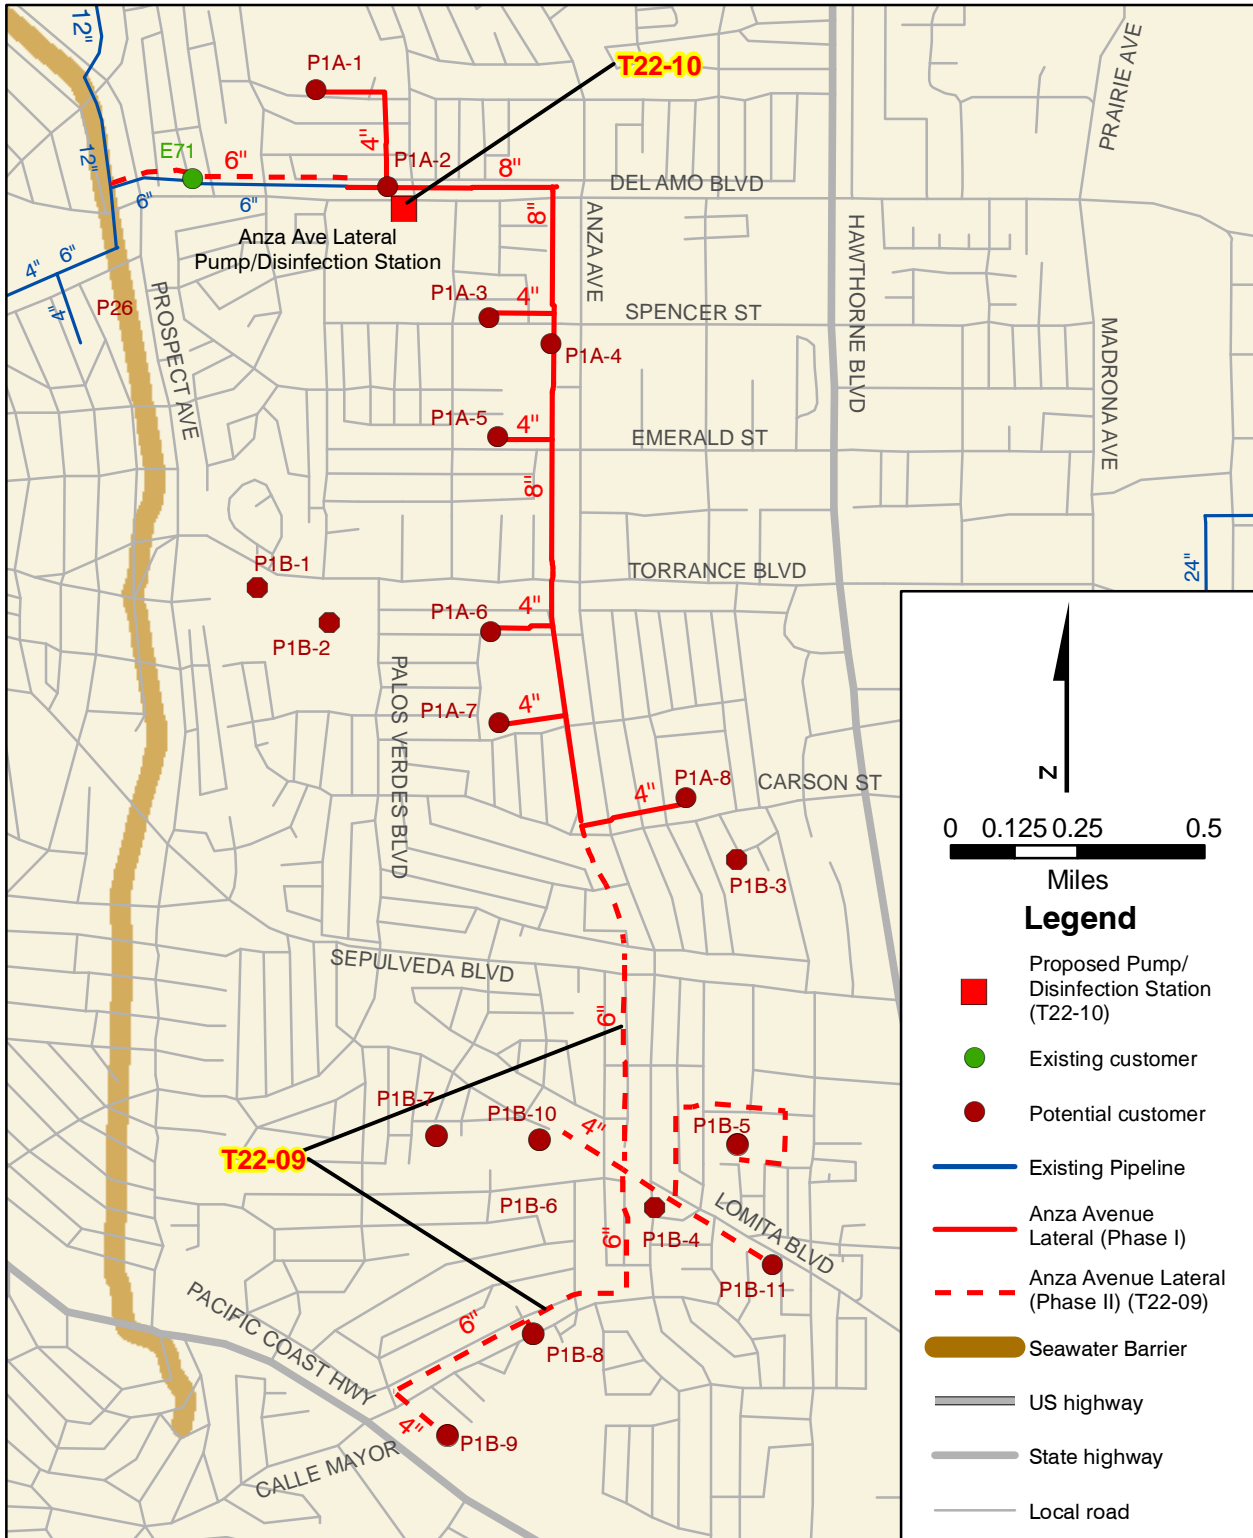 12"
P1A-1
T22-10
PRAIRIE AVE
4"
12"
E71
6"
P1A-2
8"
DEL AMO BLVD
6"
6"
8"
ANZA AVE
HAWTHORNE BLVD
Anza Ave Lateral
Pump/Disinfection Station
4"
6"
4"
P26
PROSPECT AVE
P1A-3
4"
SPENCER ST
P1A-4
MADRONA AVE
P1A-5
4"
EMERALD ST
8"
P1B-1
TORRANCE BLVD
24"
P1B-2
P1A-6
4"
PALOS VERDES BLVD
P1A-7
4"
P1A-8
4"
CARSON ST
P1B-3
SEPULVEDA BLVD
6"
P1B-7
P1B-10
4"
P1B-5
T22-09
P1B-6
6"
P1B-4
LOMITA BLVD
P1B-11
PACIFIC COAST HWY
6"
P1B-8
4"
P1B-9
CALLE MAYOR
N
0 0.125 0.25 0.5
Miles
Legend
Proposed Pump/
Disinfection Station
(T22-10)
Existing customer
Potential customer
Existing Pipeline
Anza Avenue
Lateral (Phase I)
Anza Avenue Lateral
(Phase II) (T22-09)
Seawater Barrier
US highway
State highway
Local road